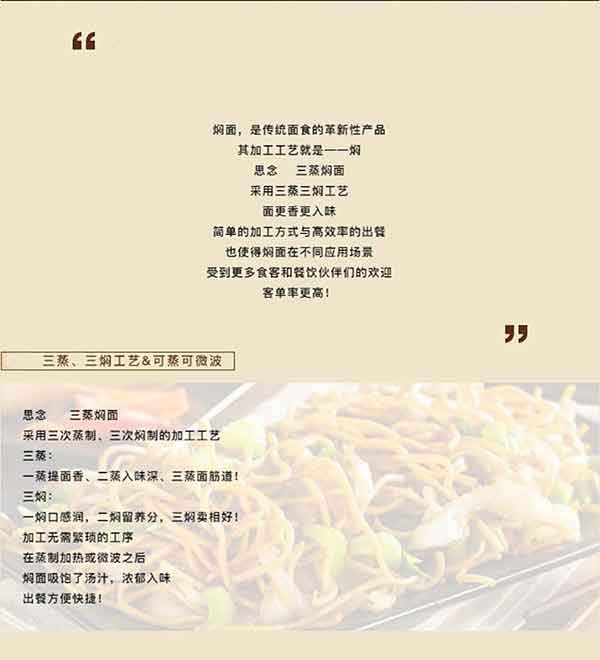 “
焖面，是传统面食的革新性产品
其加工工艺就是一一焖
思念 三蒸焖面
采用三蒸三焖工艺
面更香更入味
简单的加工方式与高效率的出餐
也使得焖面在不同应用场景
受到更多食客和餐饮伙伴们的欢迎
客单率更高！
”
三蒸、三焖工艺&可蒸可微波
思念 三蒸焖面
采用三次蒸制、三次焖制的加工工艺
三蒸：
一蒸提面香、二蒸入味深、三蒸面筋道！
三焖：
一焖口感润，二焖留养分，三焖卖相好！
加工无需繁琐的工序
在蒸制加热或微波之后
焖面吸饱了汤汁，浓郁入味
出餐方便快捷！